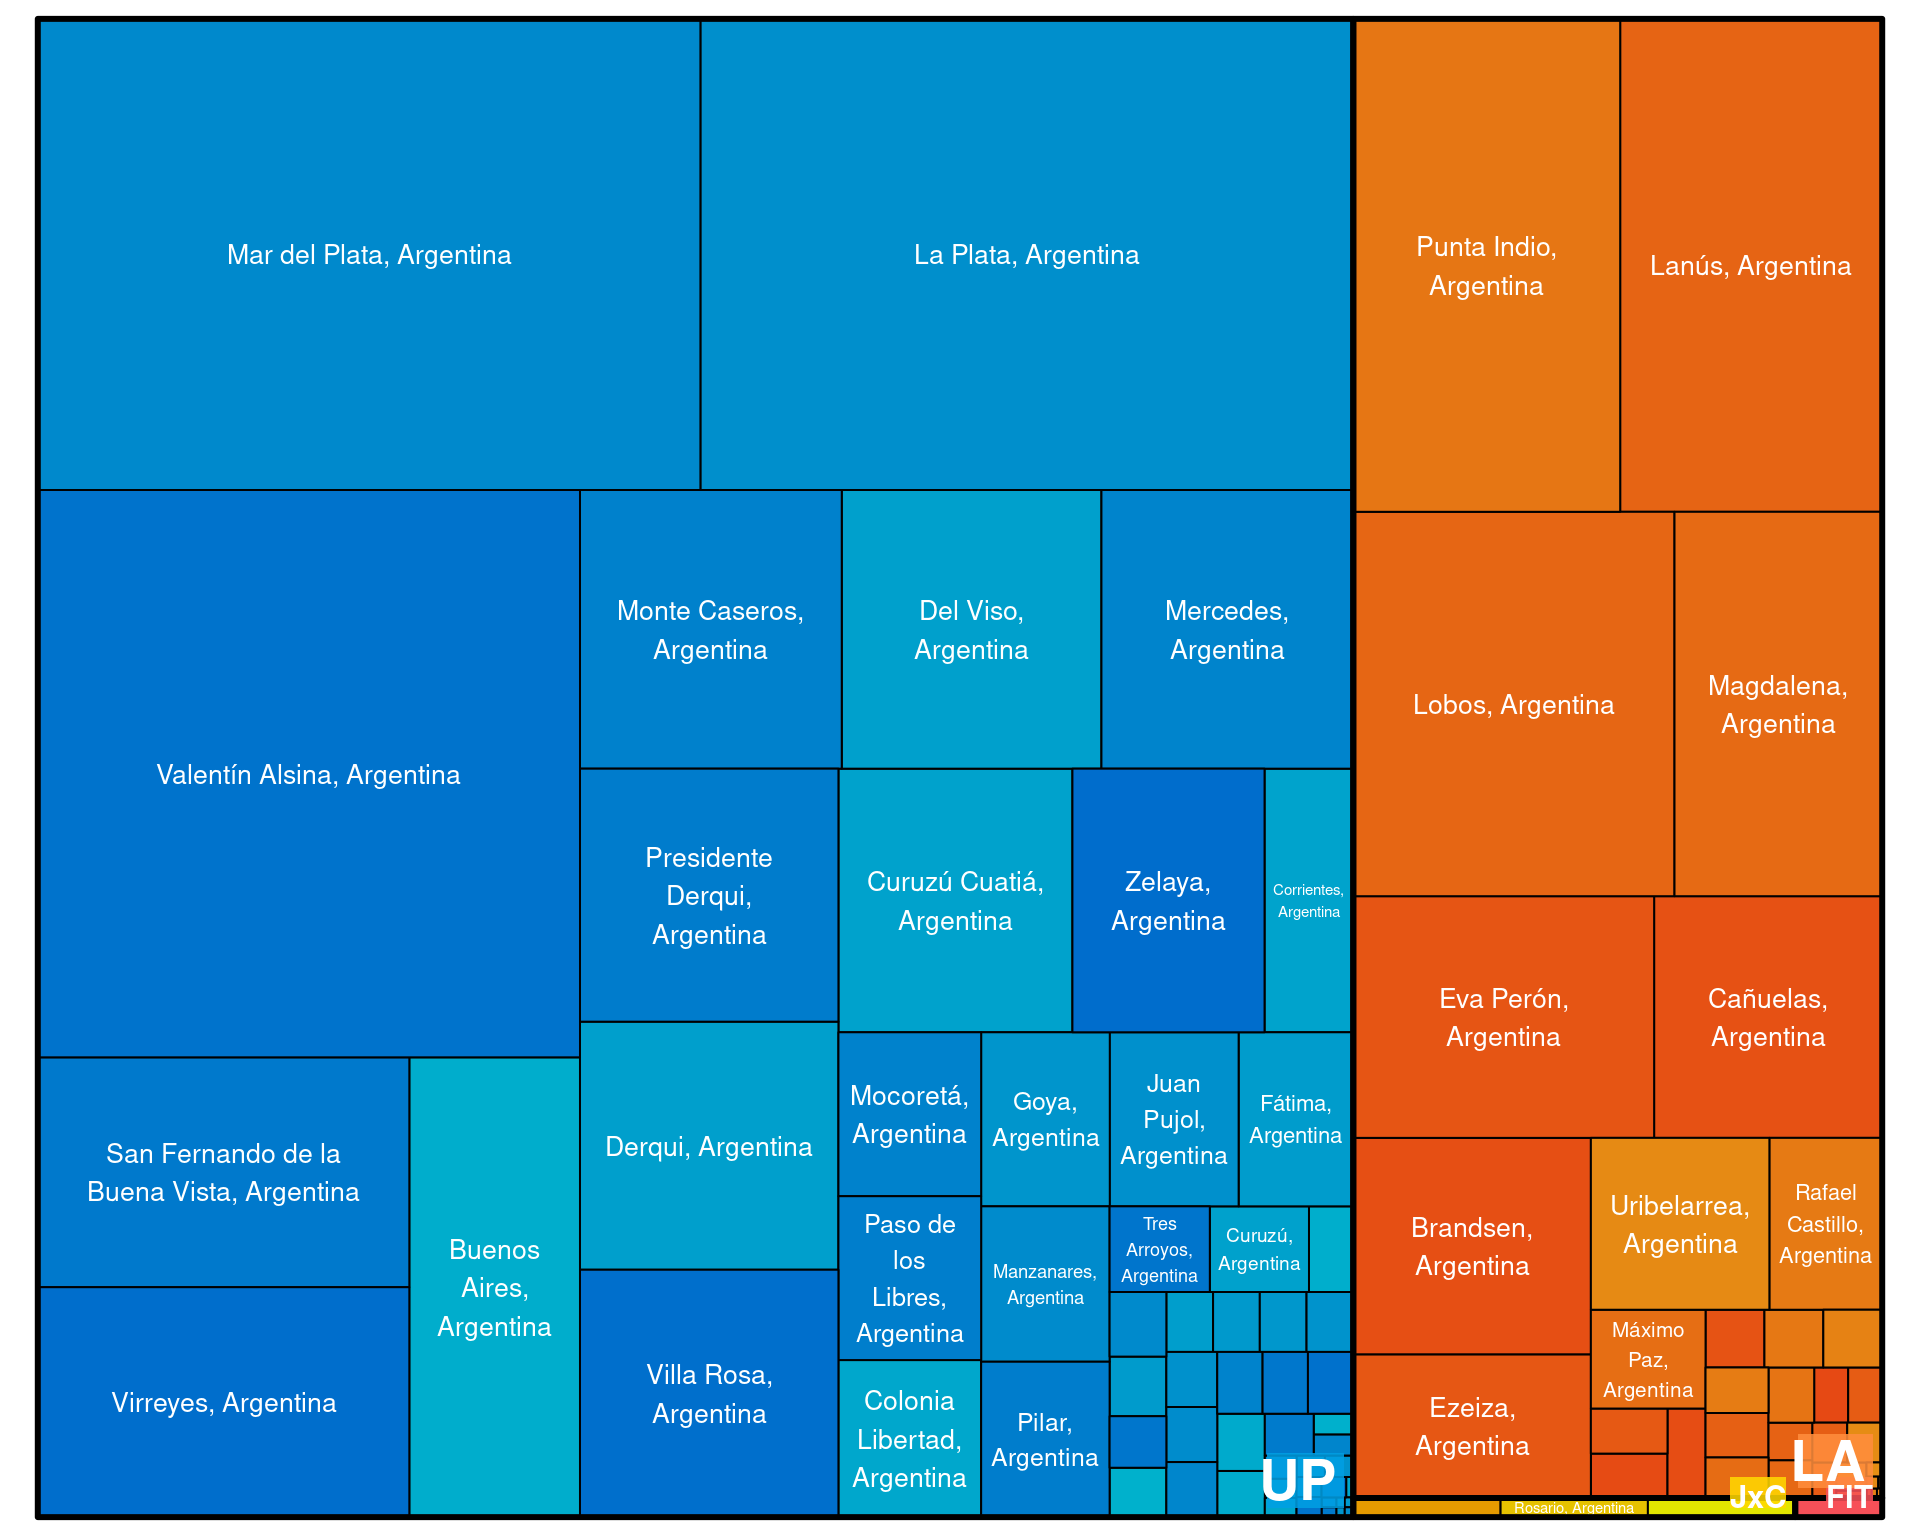 Mar del Plata, Argentina
La Plata, Argentina
Valentín Alsina, Argentina
Monte Caseros,
Argentina
Del Viso,
Argentina
Mercedes,
Argentina
Presidente
Derqui,
Argentina
Curuzú Cuatiá,
Argentina
Zelaya,
Argentina
Corrientes,
Argentina
San Fernando de la
Buena Vista, Argentina
Virreyes, Argentina
Buenos
Aires,
Argentina
Derqui, Argentina
Villa Rosa,
Argentina
Mocoretá,
Argentina
Goya,
Argentina
Juan
Pujol,
Argentina
Fátima,
Argentina
Paso de
los
Libres,
Argentina
Manzanares,
Argentina
Tres
Arroyos,
Argentina
Curuzú,
Argentina
Colonia
Libertad,
Argentina
Pilar,
Argentina
UP
Punta Indio,
Argentina
Lanús, Argentina
Lobos, Argentina
Magdalena,
Argentina
Eva Perón,
Argentina
Cañuelas,
Argentina
Brandsen,
Argentina
Uribelarrea,
Argentina
Rafael
Castillo,
Argentina
Máximo
Paz,
Argentina
Ezeiza,
Argentina
LA
Rosario, Argentina
JxC
FIT